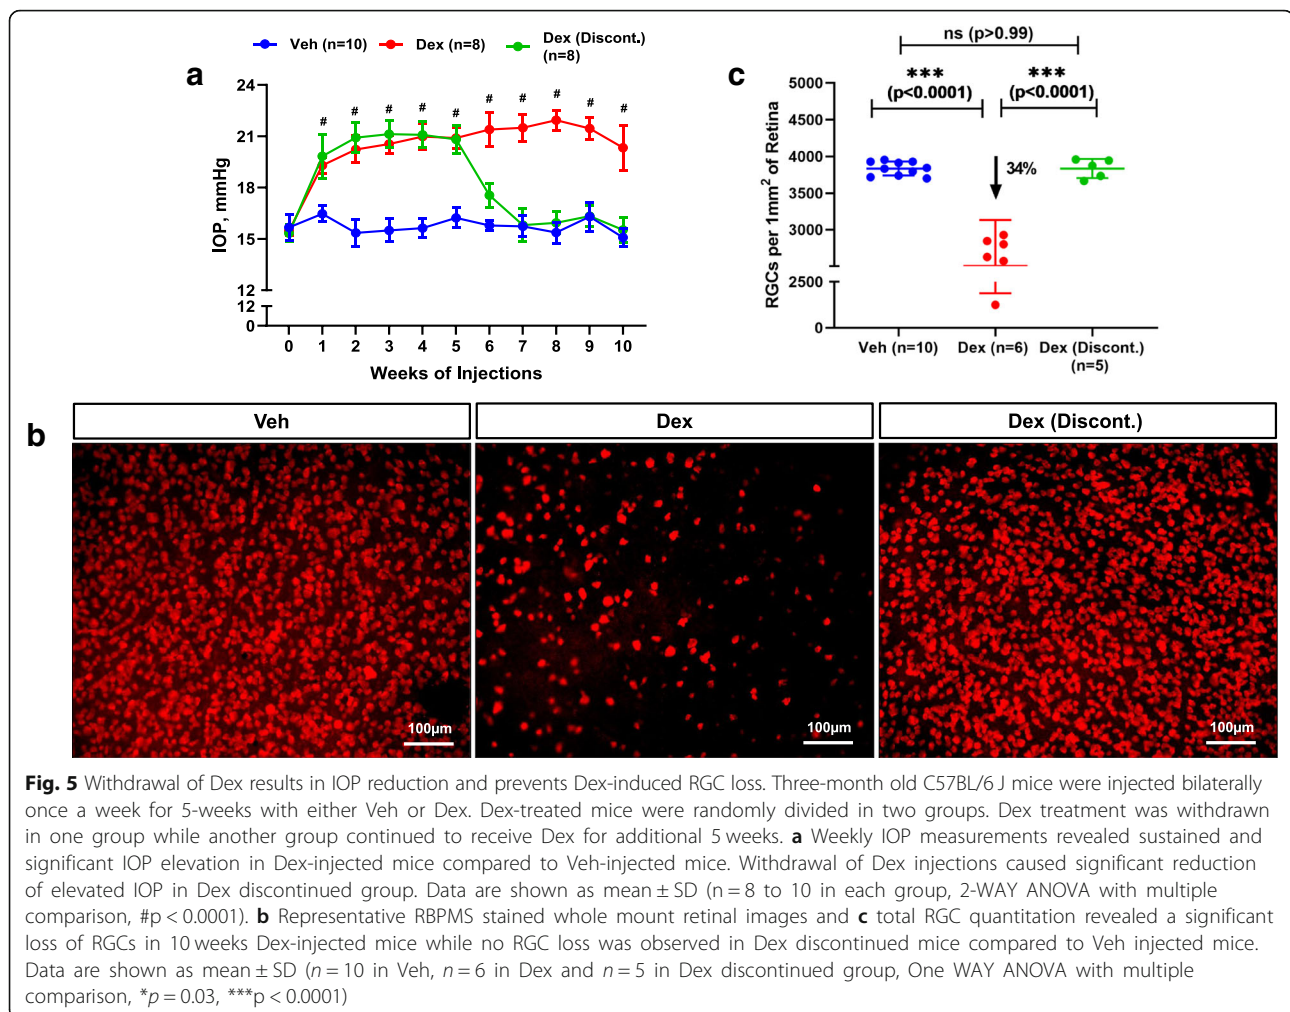 Veh (n=10) Dex (n=8) Dex (Discont.)
(n=8)
a
24
21
18
15
12
12
0
IOP, mmHg
# # # # # # # # # #
0 1 2 3 4 5 6 7 8 9 10
Weeks of Injections
c
ns (p>0.99)
*** ***
(p<0.0001) (p<0.0001)
5000
4500
4000
3500
3000
2500
0
RGCs per 1mm² of Retina
34%
Veh (n=10) Dex (n=6) Dex (Discont.)
(n=5)
b
Veh Dex Dex (Discont.)
100μm 100μm 100μm
Fig. 5 Withdrawal of Dex results in IOP reduction and prevents Dex-induced RGC loss. Three-month old C57BL/6 J mice were injected bilaterally
once a week for 5-weeks with either Veh or Dex. Dex-treated mice were randomly divided in two groups. Dex treatment was withdrawn
in one group while another group continued to receive Dex for additional 5 weeks. a Weekly IOP measurements revealed sustained and
significant IOP elevation in Dex-injected mice compared to Veh-injected mice. Withdrawal of Dex injections caused significant reduction
of elevated IOP in Dex discontinued group. Data are shown as mean ± SD (n = 8 to 10 in each group, 2-WAY ANOVA with multiple
comparison, #p < 0.0001). b Representative RBPMS stained whole mount retinal images and c total RGC quantitation revealed a significant
loss of RGCs in 10 weeks Dex-injected mice while no RGC loss was observed in Dex discontinued mice compared to Veh injected mice.
Data are shown as mean ± SD (n = 10 in Veh, n = 6 in Dex and n = 5 in Dex discontinued group, One WAY ANOVA with multiple
comparison, *p = 0.03, ***p < 0.0001)